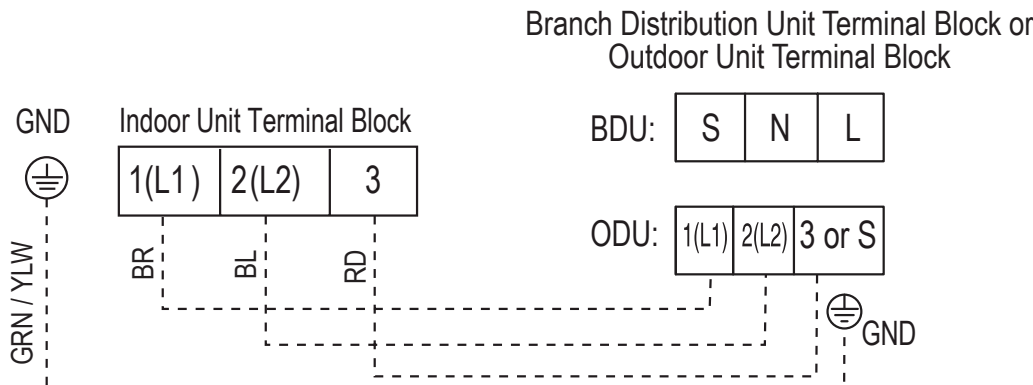 Branch Distribution Unit Terminal Block or
Outdoor Unit Terminal Block
GND
Indoor Unit Terminal Block
BDU: S N L
1(L1) 2(L2) 3
ODU: 1(L1) 2(L2) 3 or S
GRN / YLW
BR
BL
RD
GND